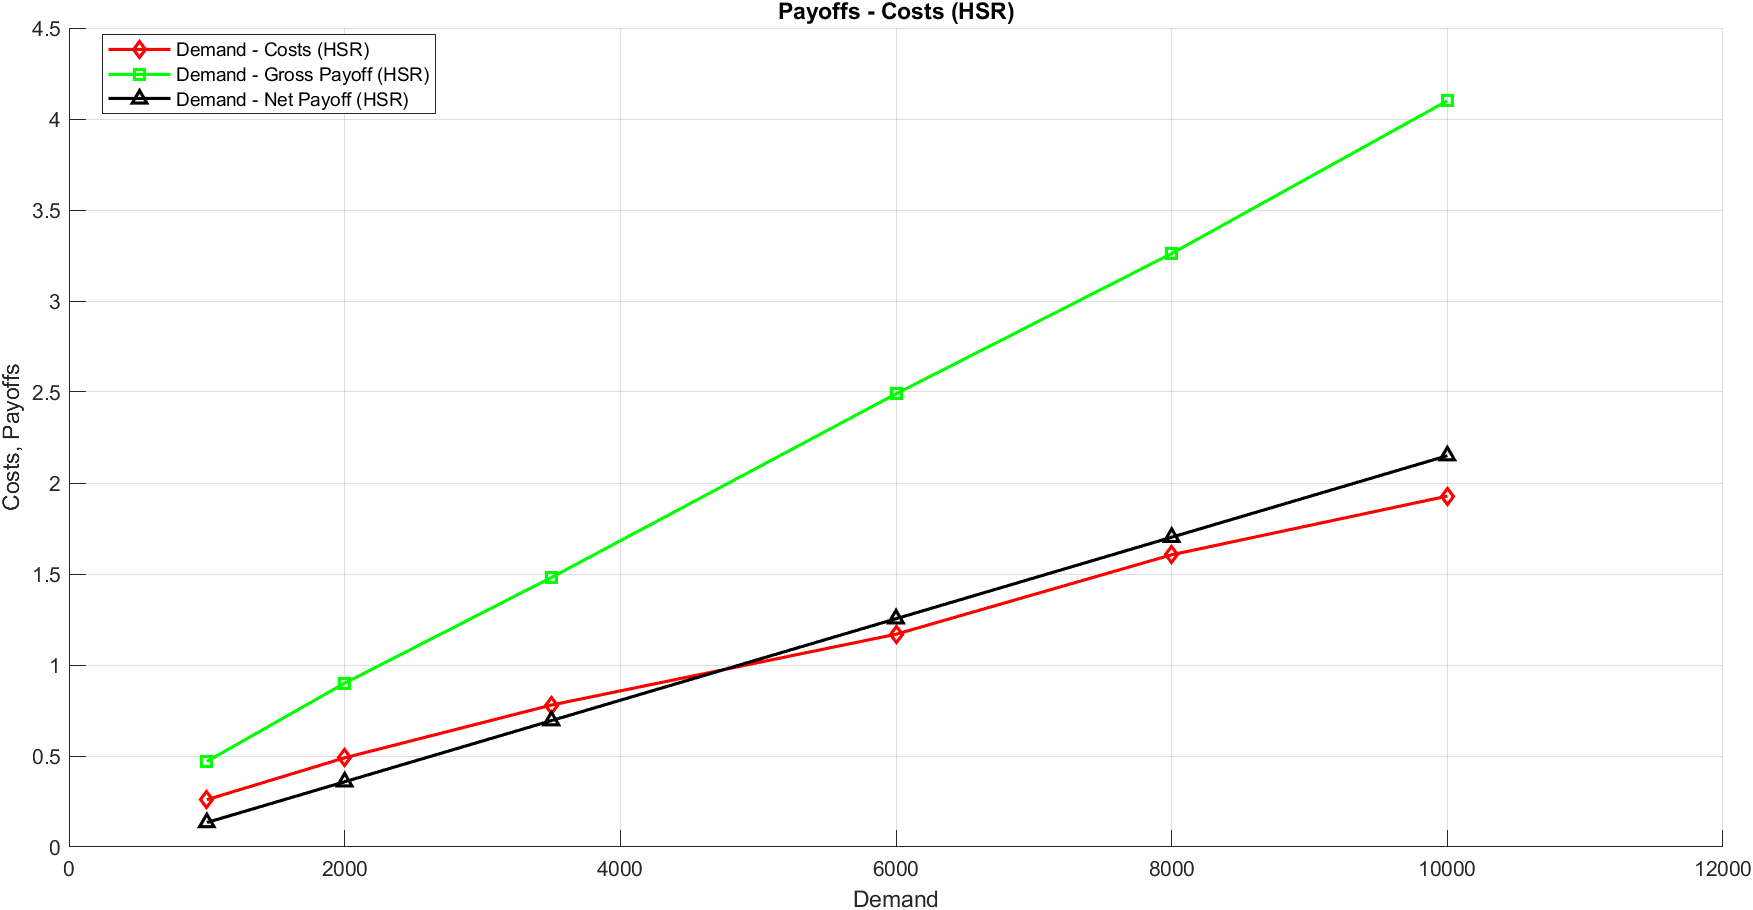 Payoffs - Costs (HSR)
Demand - Costs (HSR)
Demand - Gross Payoff (HSR)
Demand - Net Payoff (HSR)
Costs, Payoffs
4.5
4
3.5
3
2.5
2
1.5
1
0.5
0
0 2000 4000 6000 8000 10000 12000
Demand